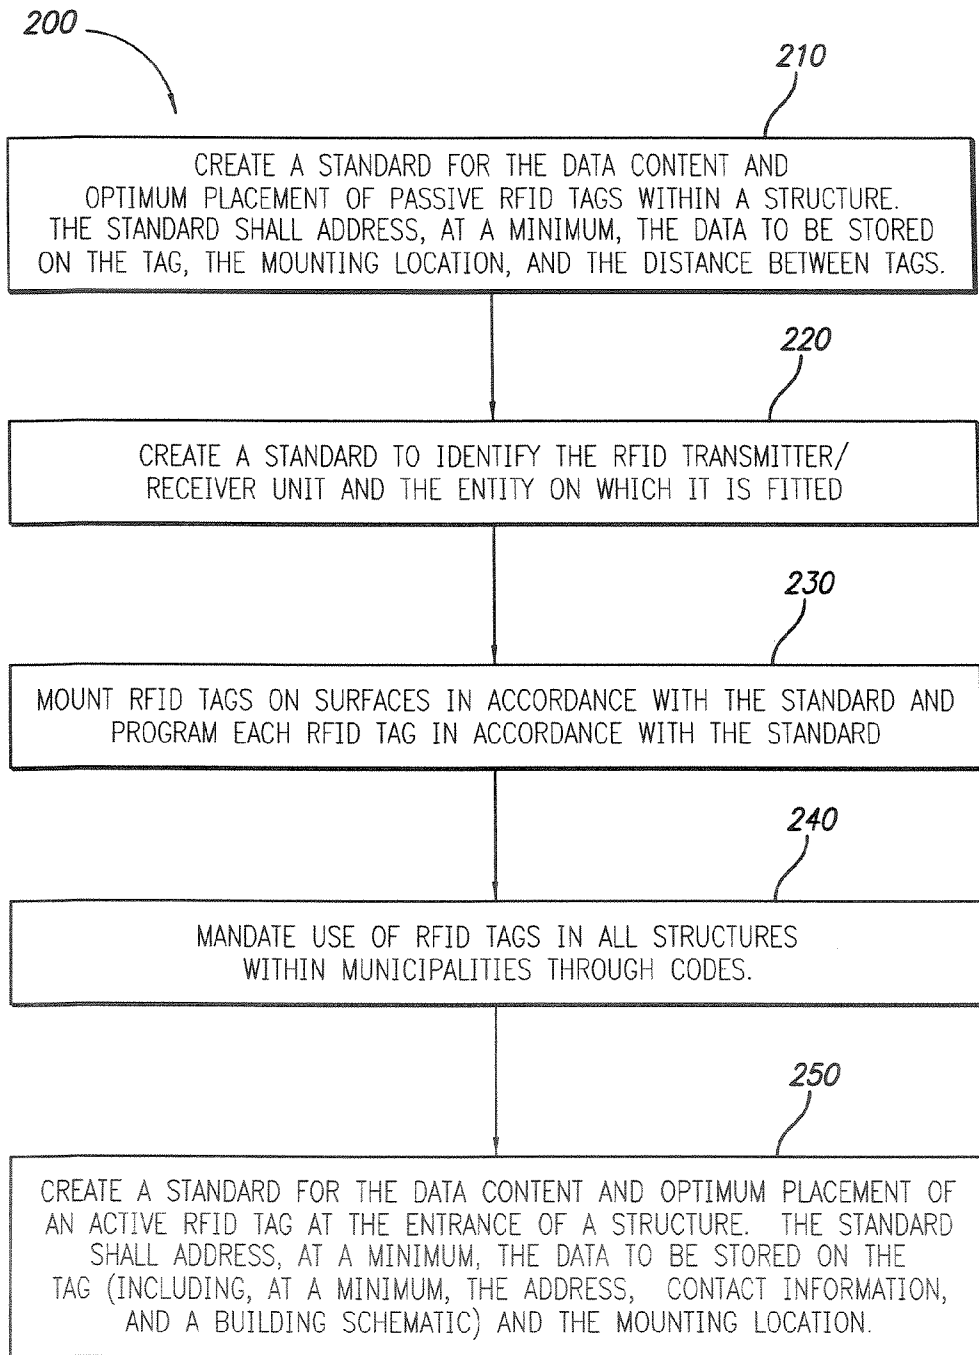 200
210
CREATE A STANDARD FOR THE DATA CONTENT AND
OPTIMUM PLACEMENT OF PASSIVE RFID TAGS WITHIN A STRUCTURE.
THE STANDARD SHALL ADDRESS, AT A MINIMUM, THE DATA TO BE STORED
ON THE TAG, THE MOUNTING LOCATION, AND THE DISTANCE BETWEEN TAGS.
220
CREATE A STANDARD TO IDENTIFY THE RFID TRANSMITTER/
RECEIVER UNIT AND THE ENTITY ON WHICH IT IS FITTED
230
MOUNT RFID TAGS ON SURFACES IN ACCORDANCE WITH THE STANDARD AND
PROGRAM EACH RFID TAG IN ACCORDANCE WITH THE STANDARD
240
MANDATE USE OF RFID TAGS IN ALL STRUCTURES
WITHIN MUNICIPALITIES THROUGH CODES.
250
CREATE A STANDARD FOR THE DATA CONTENT AND OPTIMUM PLACEMENT OF
AN ACTIVE RFID TAG AT THE ENTRANCE OF A STRUCTURE. THE STANDARD
SHALL ADDRESS, AT A MINIMUM, THE DATA TO BE STORED ON THE
TAG (INCLUDING, AT A MINIMUM, THE ADDRESS, CONTACT INFORMATION,
AND A BUILDING SCHEMATIC) AND THE MOUNTING LOCATION.